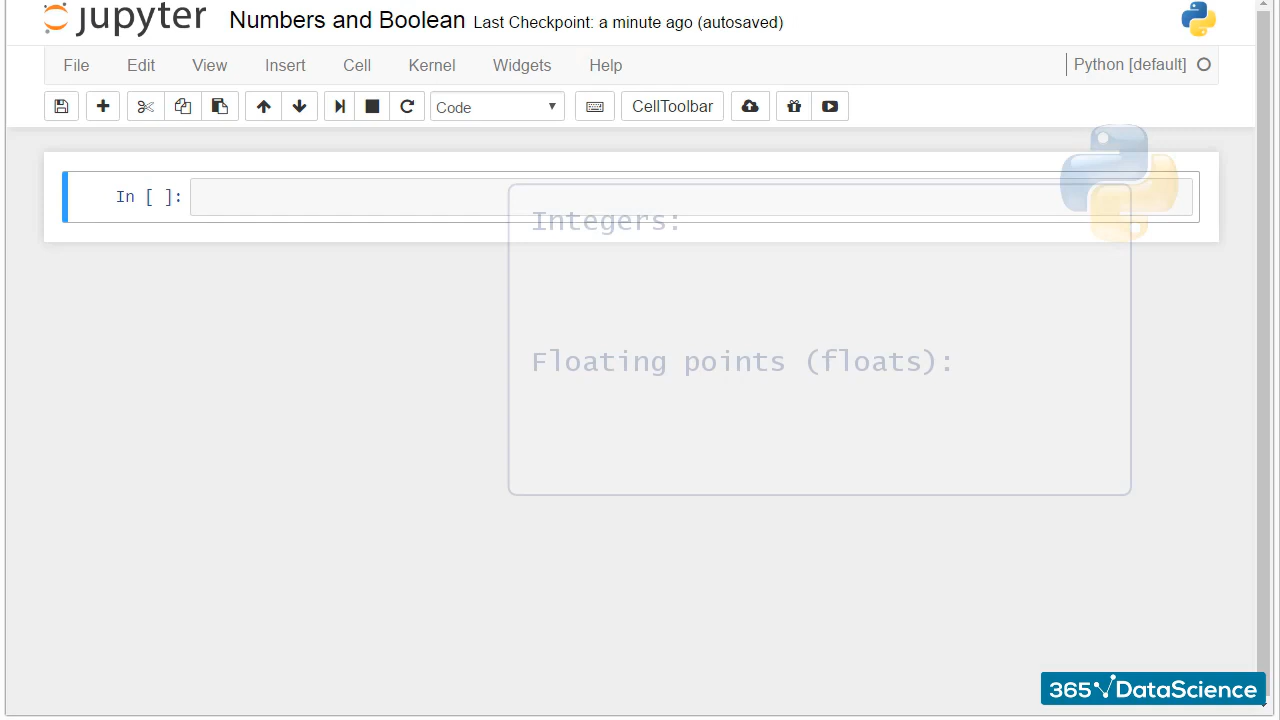 jupyter Numbers and Boolean Last Checkpoint: a minute ago (autosaved)
File Edit View Insert Cell Kernel Widgets Help Python [default]
Code CellToolbar
In [ ]:
Integers:
Floating points (floats):
365 DataScience